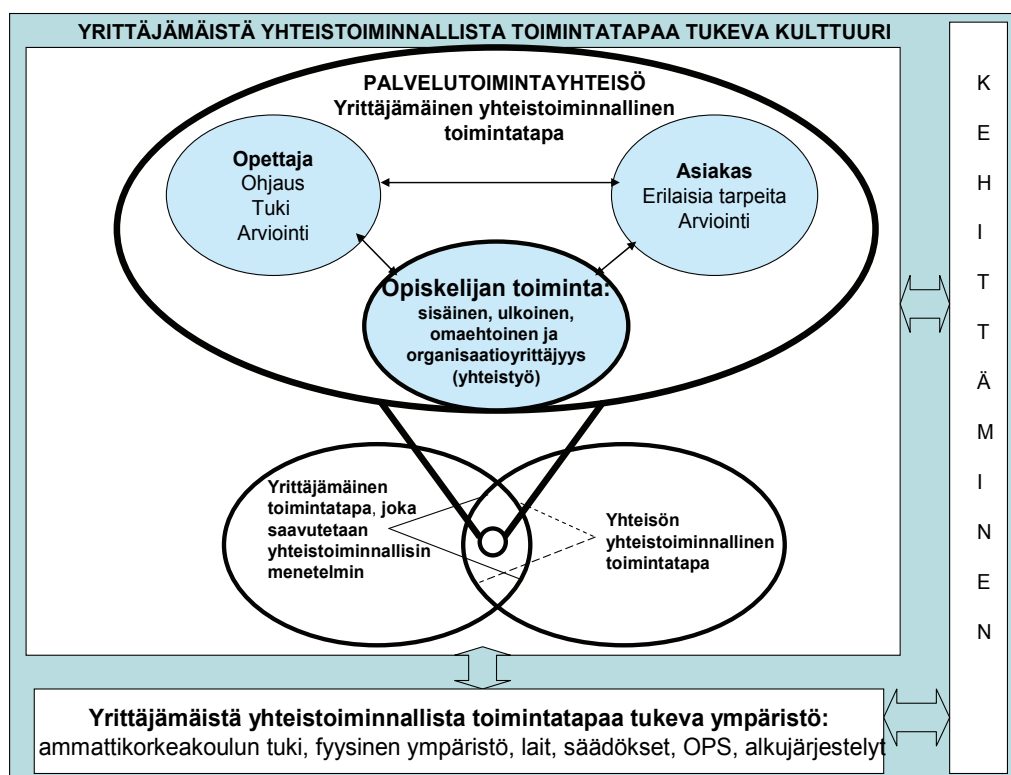 YRITTÄJÄMÄISTÄ YHTEISTOIMINNALLISTA TOIMINTATAPAA TUKEVA KULTTUURI
PALVELUTOIMINTAYHTEISÖ
Yrittäjämäinen yhteistoiminnallinen
toimintatapa
Opettaja
Ohjaus
Tuki
Arviointi
Asiakas
Erilaisia tarpeita
Arviointi
Opiskelijan toiminta:
sisäinen, ulkoinen,
omaehtoinen ja
organisaatioyrittäjyys
(yhteistyö)
Yrittäjämäinen
toimintatapa, joka
saavutetaan
yhteistoiminnallisin
menetelmin
Yhteisön
yhteistoiminnallinen
toimintatapa
Yrittäjämäistä yhteistoiminnallista toimintatapaa tukeva ympäristö:
ammattikorkeakoulun tuki, fyysinen ympäristö, lait, säädökset, OPS, alkujärjestelyt
K
E
H
I
T
T
Ä
M
I
N
E
N